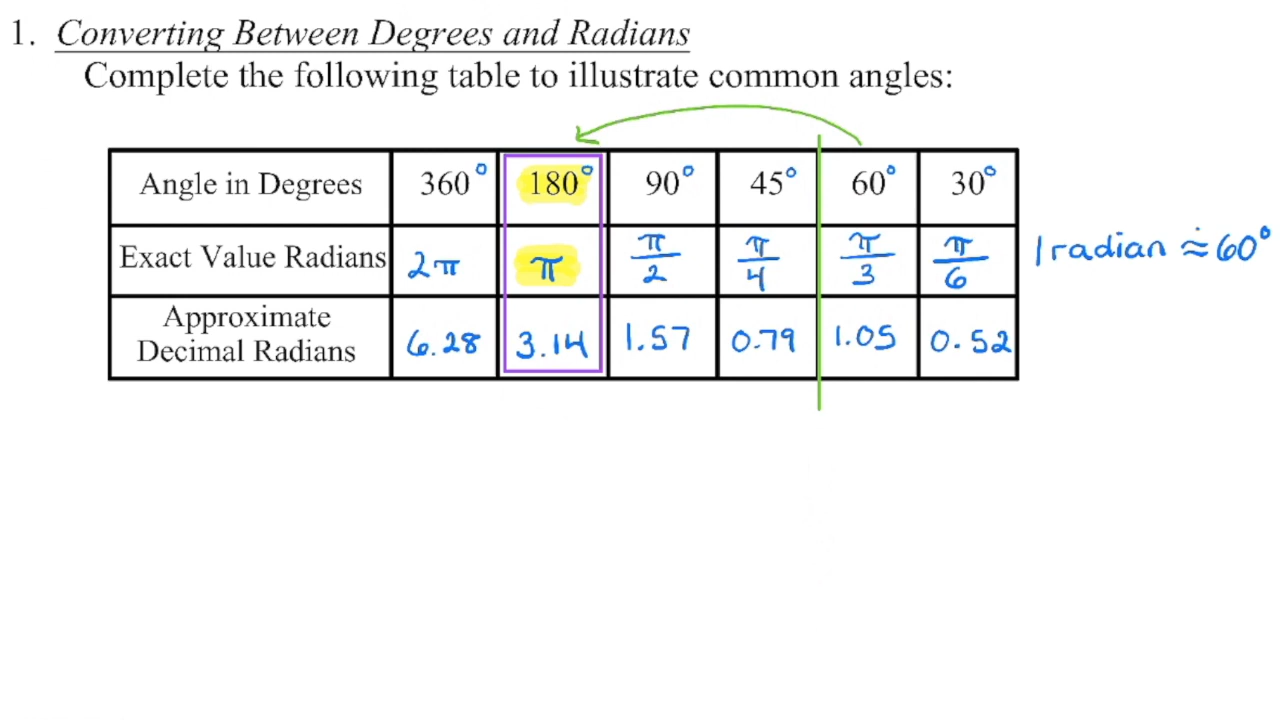 1. Converting Between Degrees and Radians
Complete the following table to illustrate common angles:
Angle in Degrees 360° 180° 90° 45° 60° 30°
Exact Value Radians 2π π π/2 π/4 π/3 π/6 1 radian ≈ 60°
Approximate
Decimal Radians 6.28 3.14 1.57 0.79 1.05 0.52